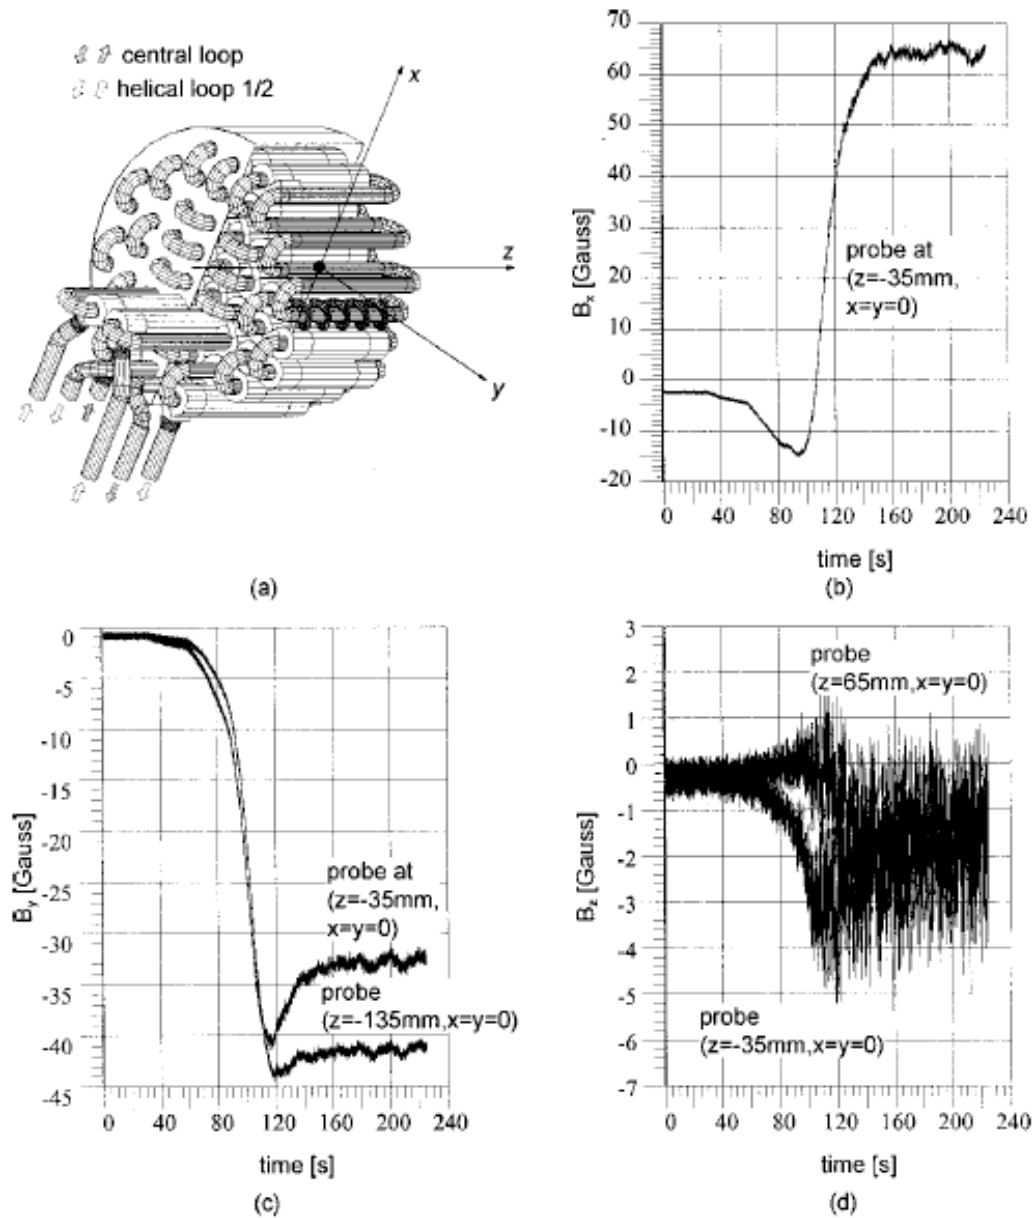 central loop
helical loop 1/2
x
z
y
(a)
70
60
50
40
30
20
10
0
-10
-20
B_x [Gauss]
probe at
(z=-35mm,
x=y=0)
0 40 80 120 160 200 240
time [s]
(b)
0
-5
-10
-15
-20
-25
-30
-35
-40
-45
B_y [Gauss]
probe at
(z=-35mm,
x=y=0)
probe
(z=-135mm,x=y=0)
0 40 80 120 160 200 240
time [s]
(c)
3
2
1
0
-1
-2
-3
-4
-5
-6
-7
B_z [Gauss]
probe
(z=65mm,x=y=0)
probe
(z=-35mm,x=y=0)
0 40 80 120 160 200 240
time [s]
(d)